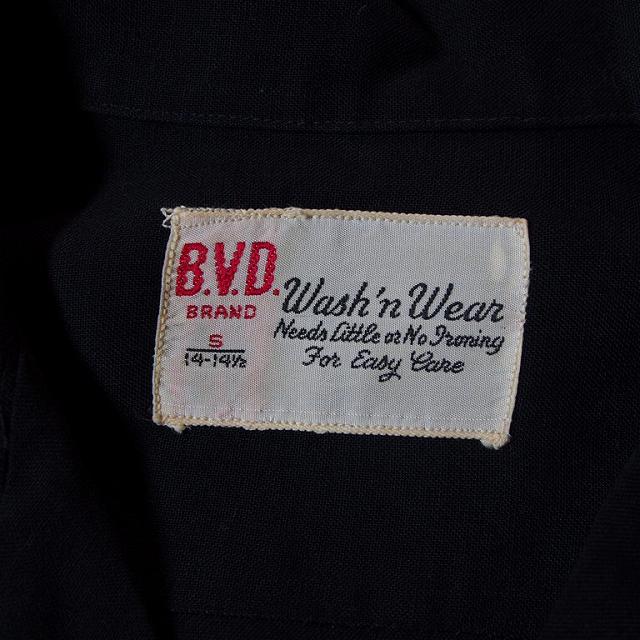 B.V.D.
BRAND
S
14-14½
Wash'n Wear
Needs Little or No Ironing
For Easy Care